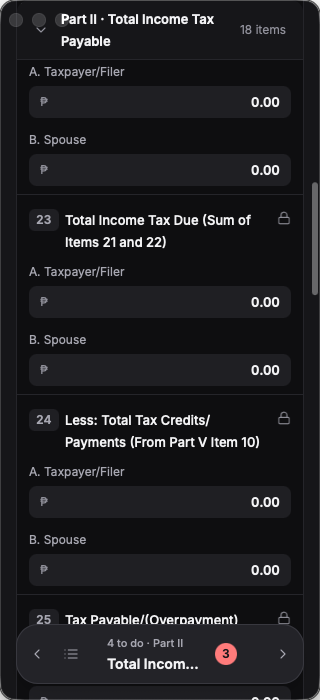 Part II · Total Income Tax
Payable
18 items
A. Taxpayer/Filer
₱ 0.00
B. Spouse
₱ 0.00
23 Total Income Tax Due (Sum of
Items 21 and 22)
A. Taxpayer/Filer
₱ 0.00
B. Spouse
₱ 0.00
24 Less: Total Tax Credits/
Payments (From Part V Item 10)
A. Taxpayer/Filer
₱ 0.00
B. Spouse
₱ 0.00
25 Tax Payable/(Overpayment)
4 to do · Part II
Total Incom...
3